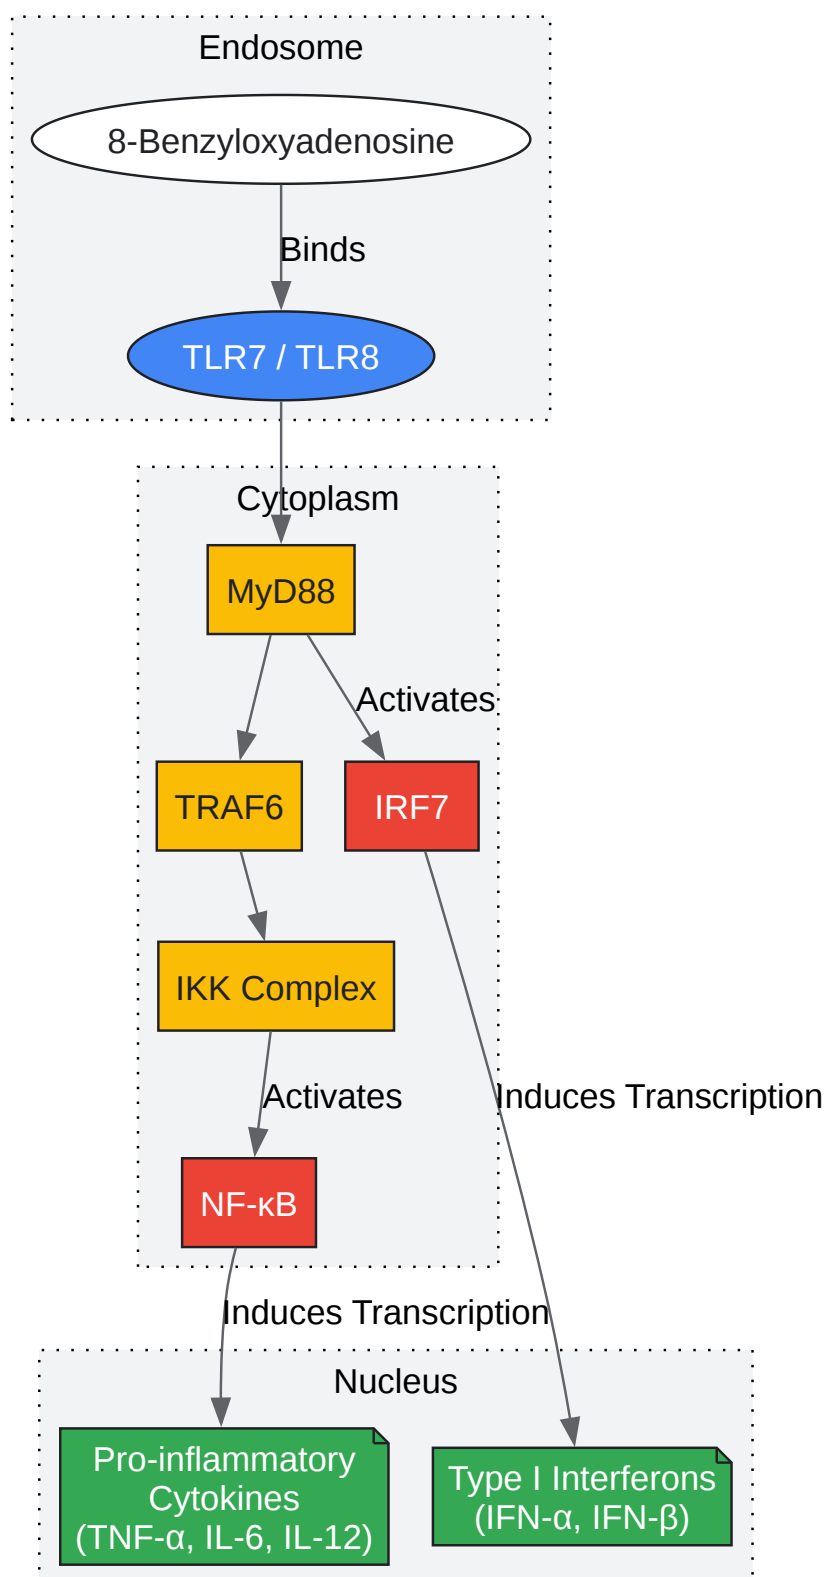 Endosome
8-Benzyloxyadenosine
Binds
TLR7 / TLR8
Cytoplasm
MyD88
Activates
TRAF6
IRF7
IKK Complex
Activates
Induces Transcription
NF-κB
Induces Transcription
Nucleus
Pro-inflammatory
Cytokines
(TNF-α, IL-6, IL-12)
Type I Interferons
(IFN-α, IFN-β)